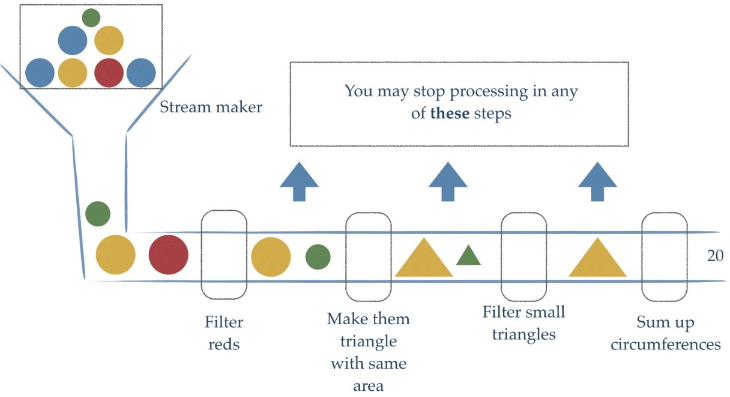 Stream maker
You may stop processing in any
of these steps
20
Filter
reds
Make them
triangle
with same
area
Filter small
triangles
Sum up
circumferences